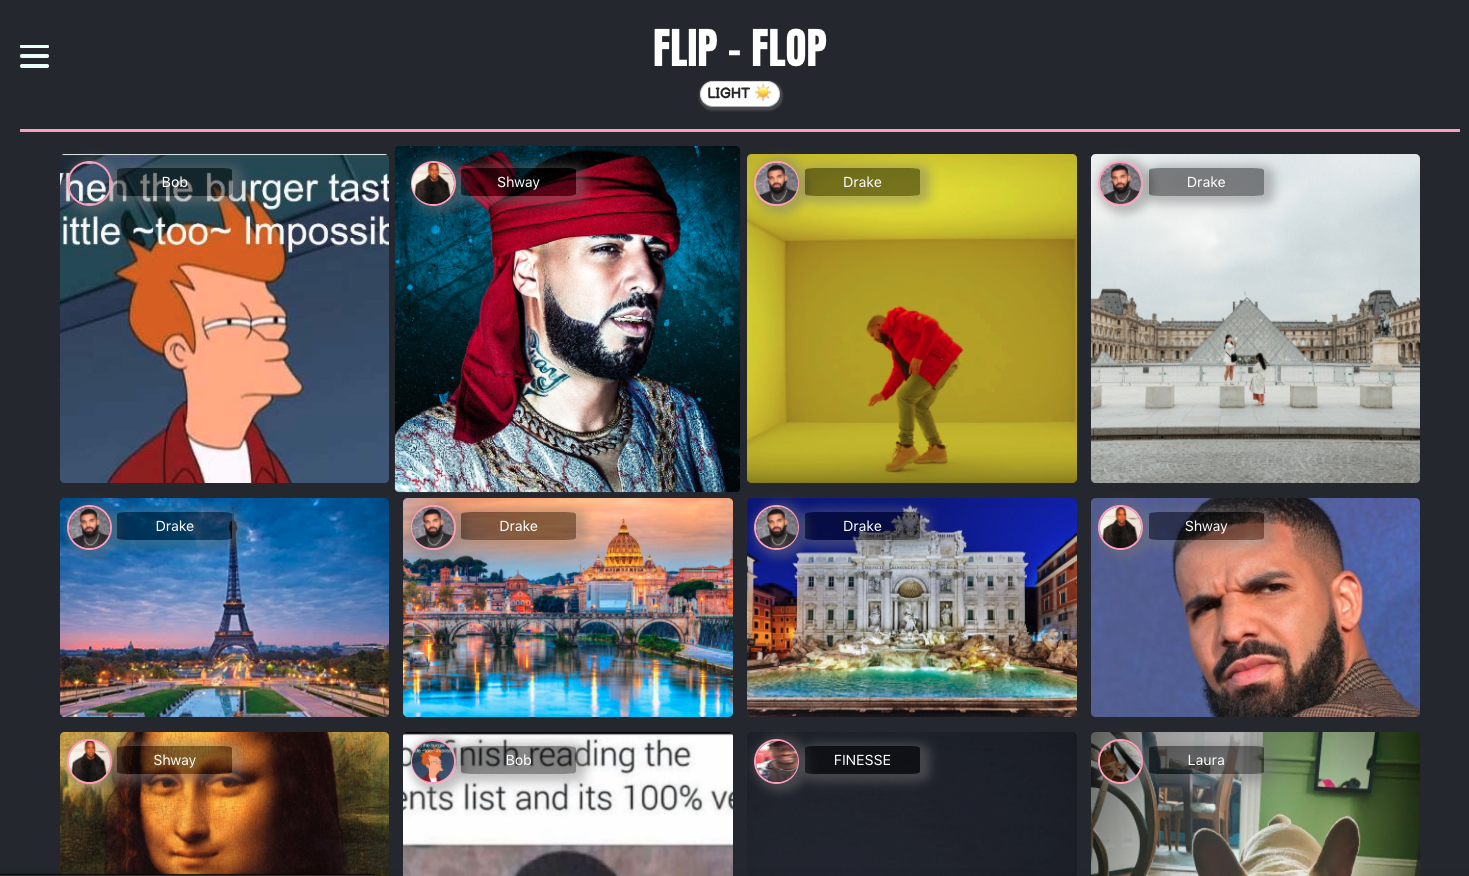 FLIP - FLOP
LIGHT
Bob
hen the burger tast
ittle ~too~ Impossib
Shway
Drake
Drake
Drake
Drake
Drake
Shway
Shway
Bob
finish reading the
ents list and its 100% ve
FINESSE
Laura